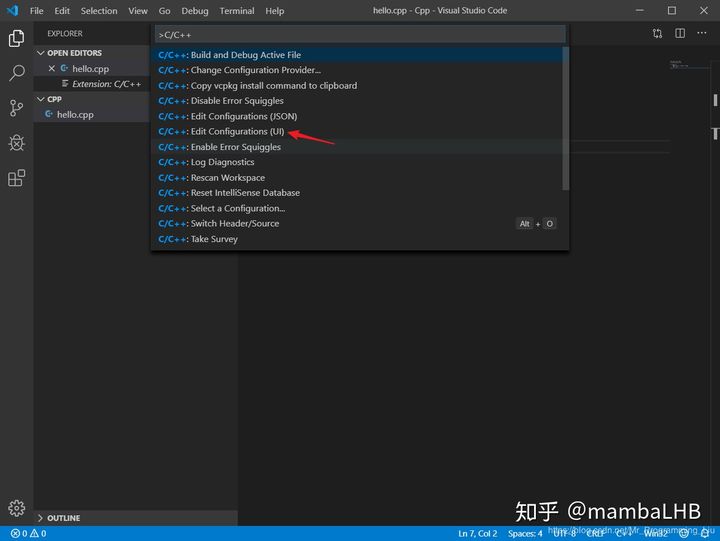 File Edit Selection View Go Debug Terminal Help hello.cpp - Cpp - Visual Studio Code
EXPLORER
>C/C++
OPEN EDITORS
hello.cpp
Extension: C/C++
CPP
hello.cpp
C/C++: Build and Debug Active File
C/C++: Change Configuration Provider...
C/C++: Copy vcpkg install command to clipboard
C/C++: Disable Error Squiggles
C/C++: Edit Configurations (JSON)
C/C++: Edit Configurations (UI)
C/C++: Enable Error Squiggles
C/C++: Log Diagnostics
C/C++: Rescan Workspace
C/C++: Reset IntelliSense Database
C/C++: Select a Configuration...
C/C++: Switch Header/Source Alt + O
C/C++: Take Survey
知乎 @mambaLHB
OUTLINE
https://blog.csdn.net/Mr_Programming_Liu
0 0 Ln 7, Col 2 Spaces: 4 UTF-8 CRLF C++ Win32